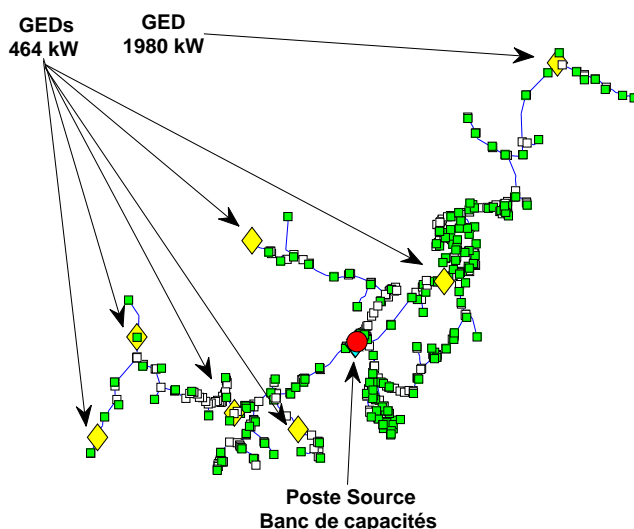 GEDs
464 kW
GED
1980 kW
Poste Source
Banc de capacités